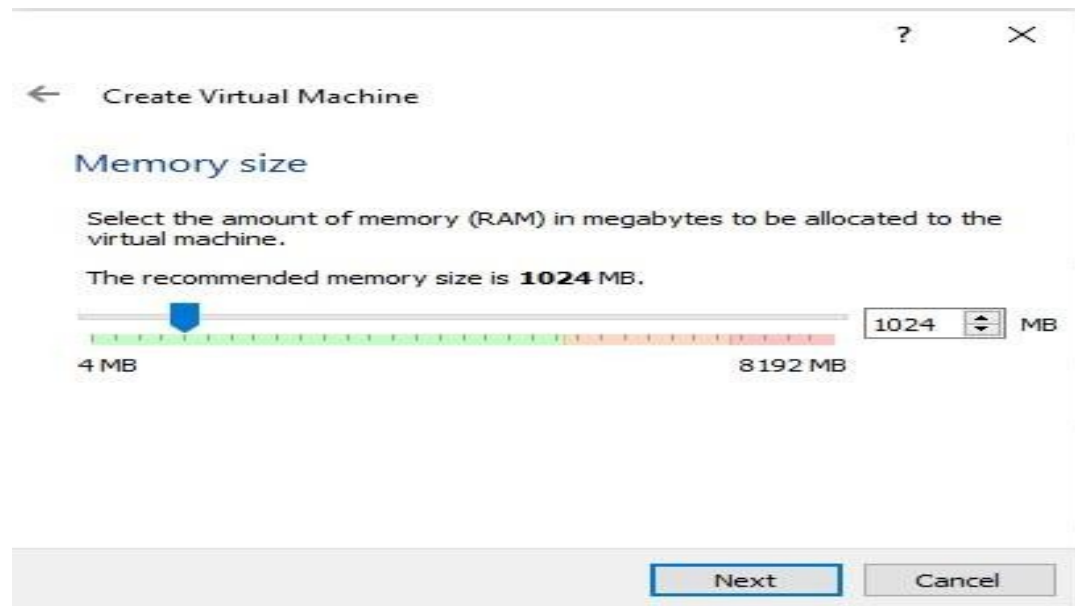 ?
Create Virtual Machine
Memory size
Select the amount of memory (RAM) in megabytes to be allocated to the
virtual machine.
The recommended memory size is 1024 MB.
1024 MB
4 MB 8192 MB
Next Cancel